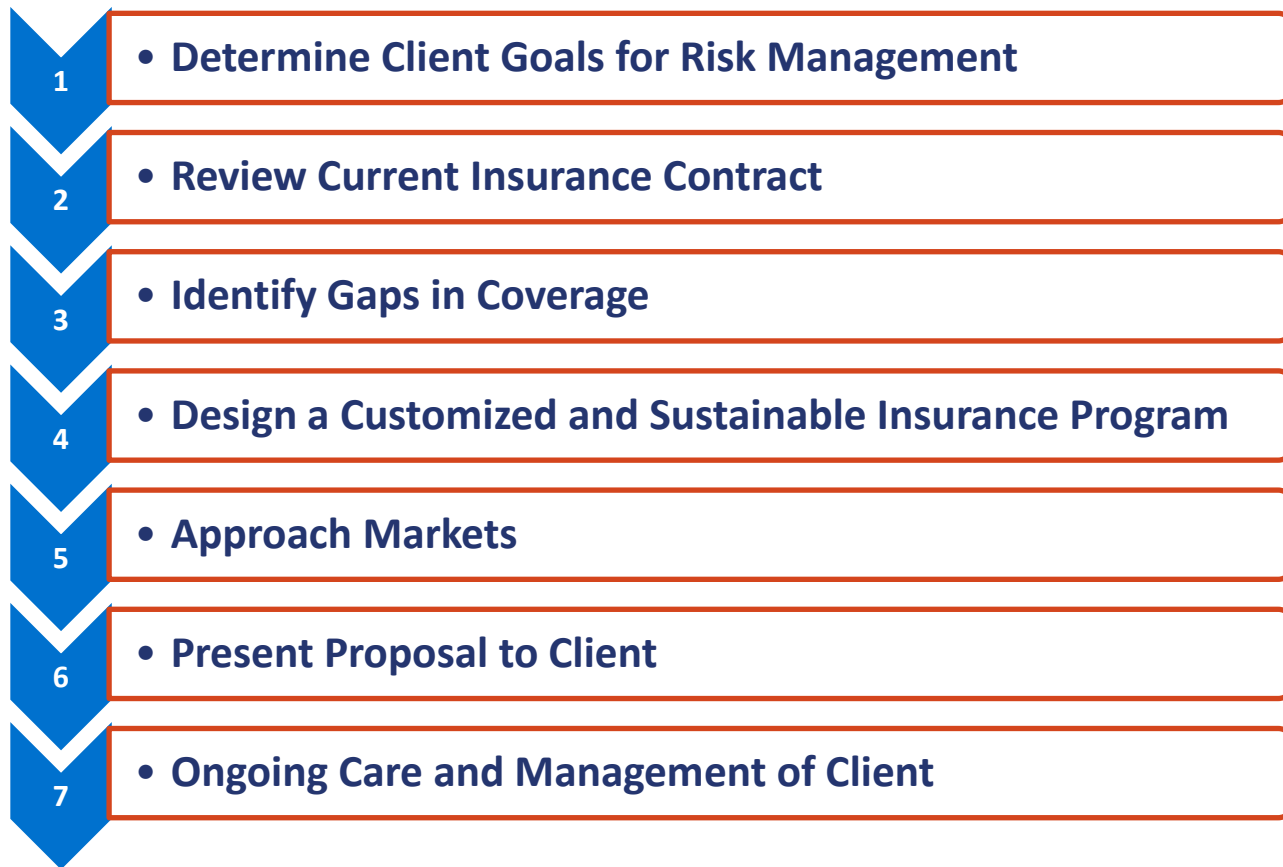 1
• Determine Client Goals for Risk Management
2
• Review Current Insurance Contract
3
• Identify Gaps in Coverage
4
• Design a Customized and Sustainable Insurance Program
5
• Approach Markets
6
• Present Proposal to Client
7
• Ongoing Care and Management of Client